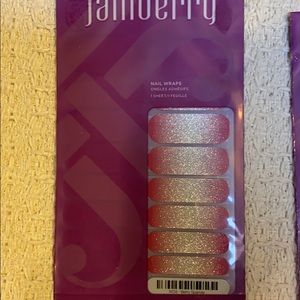 jamberry
NAIL WRAPS
ONGLES ADHÉSIFS
1 SHEET/1 FEUILLE